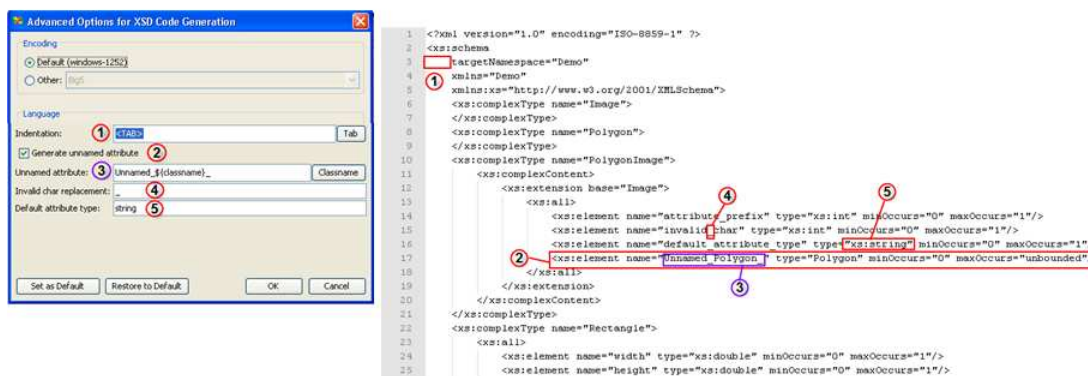 Advanced Options for XSD Code Generation
Encoding
Default (windows-1252)
Other: Big5
Language
Indentation: 1 <TAB> Tab
Generate unnamed attribute 2
Unnamed attribute: 3 Unnamed_${classname}_ Classname
Invalid char replacement: _ 4
Default attribute type: string 5
Set as Default Restore to Default OK Cancel
1 <?xml version="1.0" encoding="ISO-8859-1" ?>
2 <xs:schema
3 targetNamespace="Demo"
1
4 xmlns="Demo"
5 xmlns:xs="http://www.w3.org/2001/XMLSchema">
6 <xs:complexType name="Image">
7 </xs:complexType>
8 <xs:complexType name="Polygon">
9 </xs:complexType>
10 <xs:complexType name="PolygonImage">
11 <xs:complexContent>
12 <xs:extension base="Image">
13 <xs:all>
4 5
14 <xs:element name="attribute_prefix" type="xs:int" minOccurs="0" maxOccurs="1"/>
15 <xs:element name="invalid_char" type="xs:int" minOccurs="0" maxOccurs="1"/>
16 <xs:element name="default_attribute_type" type="xs:string" minOccurs="0" maxOccurs="1"
2
17 <xs:element name="Unnamed_Polygon_" type="Polygon" minOccurs="0" maxOccurs="unbounded"
18 </xs:all>
3
19 </xs:extension>
20 </xs:complexContent>
21 </xs:complexType>
22 <xs:complexType name="Rectangle">
23 <xs:all>
24 <xs:element name="width" type="xs:double" minOccurs="0" maxOccurs="1"/>
25 <xs:element name="height" type="xs:double" minOccurs="0" maxOccurs="1"/>